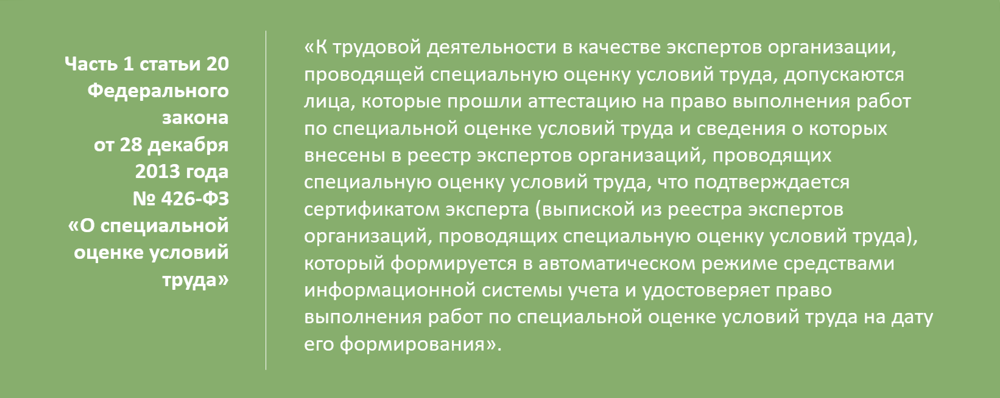 Часть 1 статьи 20
Федерального
закона
от 28 декабря
2013 года
№ 426-ФЗ
«О специальной
оценке условий
труда»
«К трудовой деятельности в качестве экспертов организации,
проводящей специальную оценку условий труда, допускаются
лица, которые прошли аттестацию на право выполнения работ
по специальной оценке условий труда и сведения о которых
внесены в реестр экспертов организаций, проводящих
специальную оценку условий труда, что подтверждается
сертификатом эксперта (выпиской из реестра экспертов
организаций, проводящих специальную оценку условий труда),
который формируется в автоматическом режиме средствами
информационной системы учета и удостоверяет право
выполнения работ по специальной оценке условий труда на дату
его формирования».